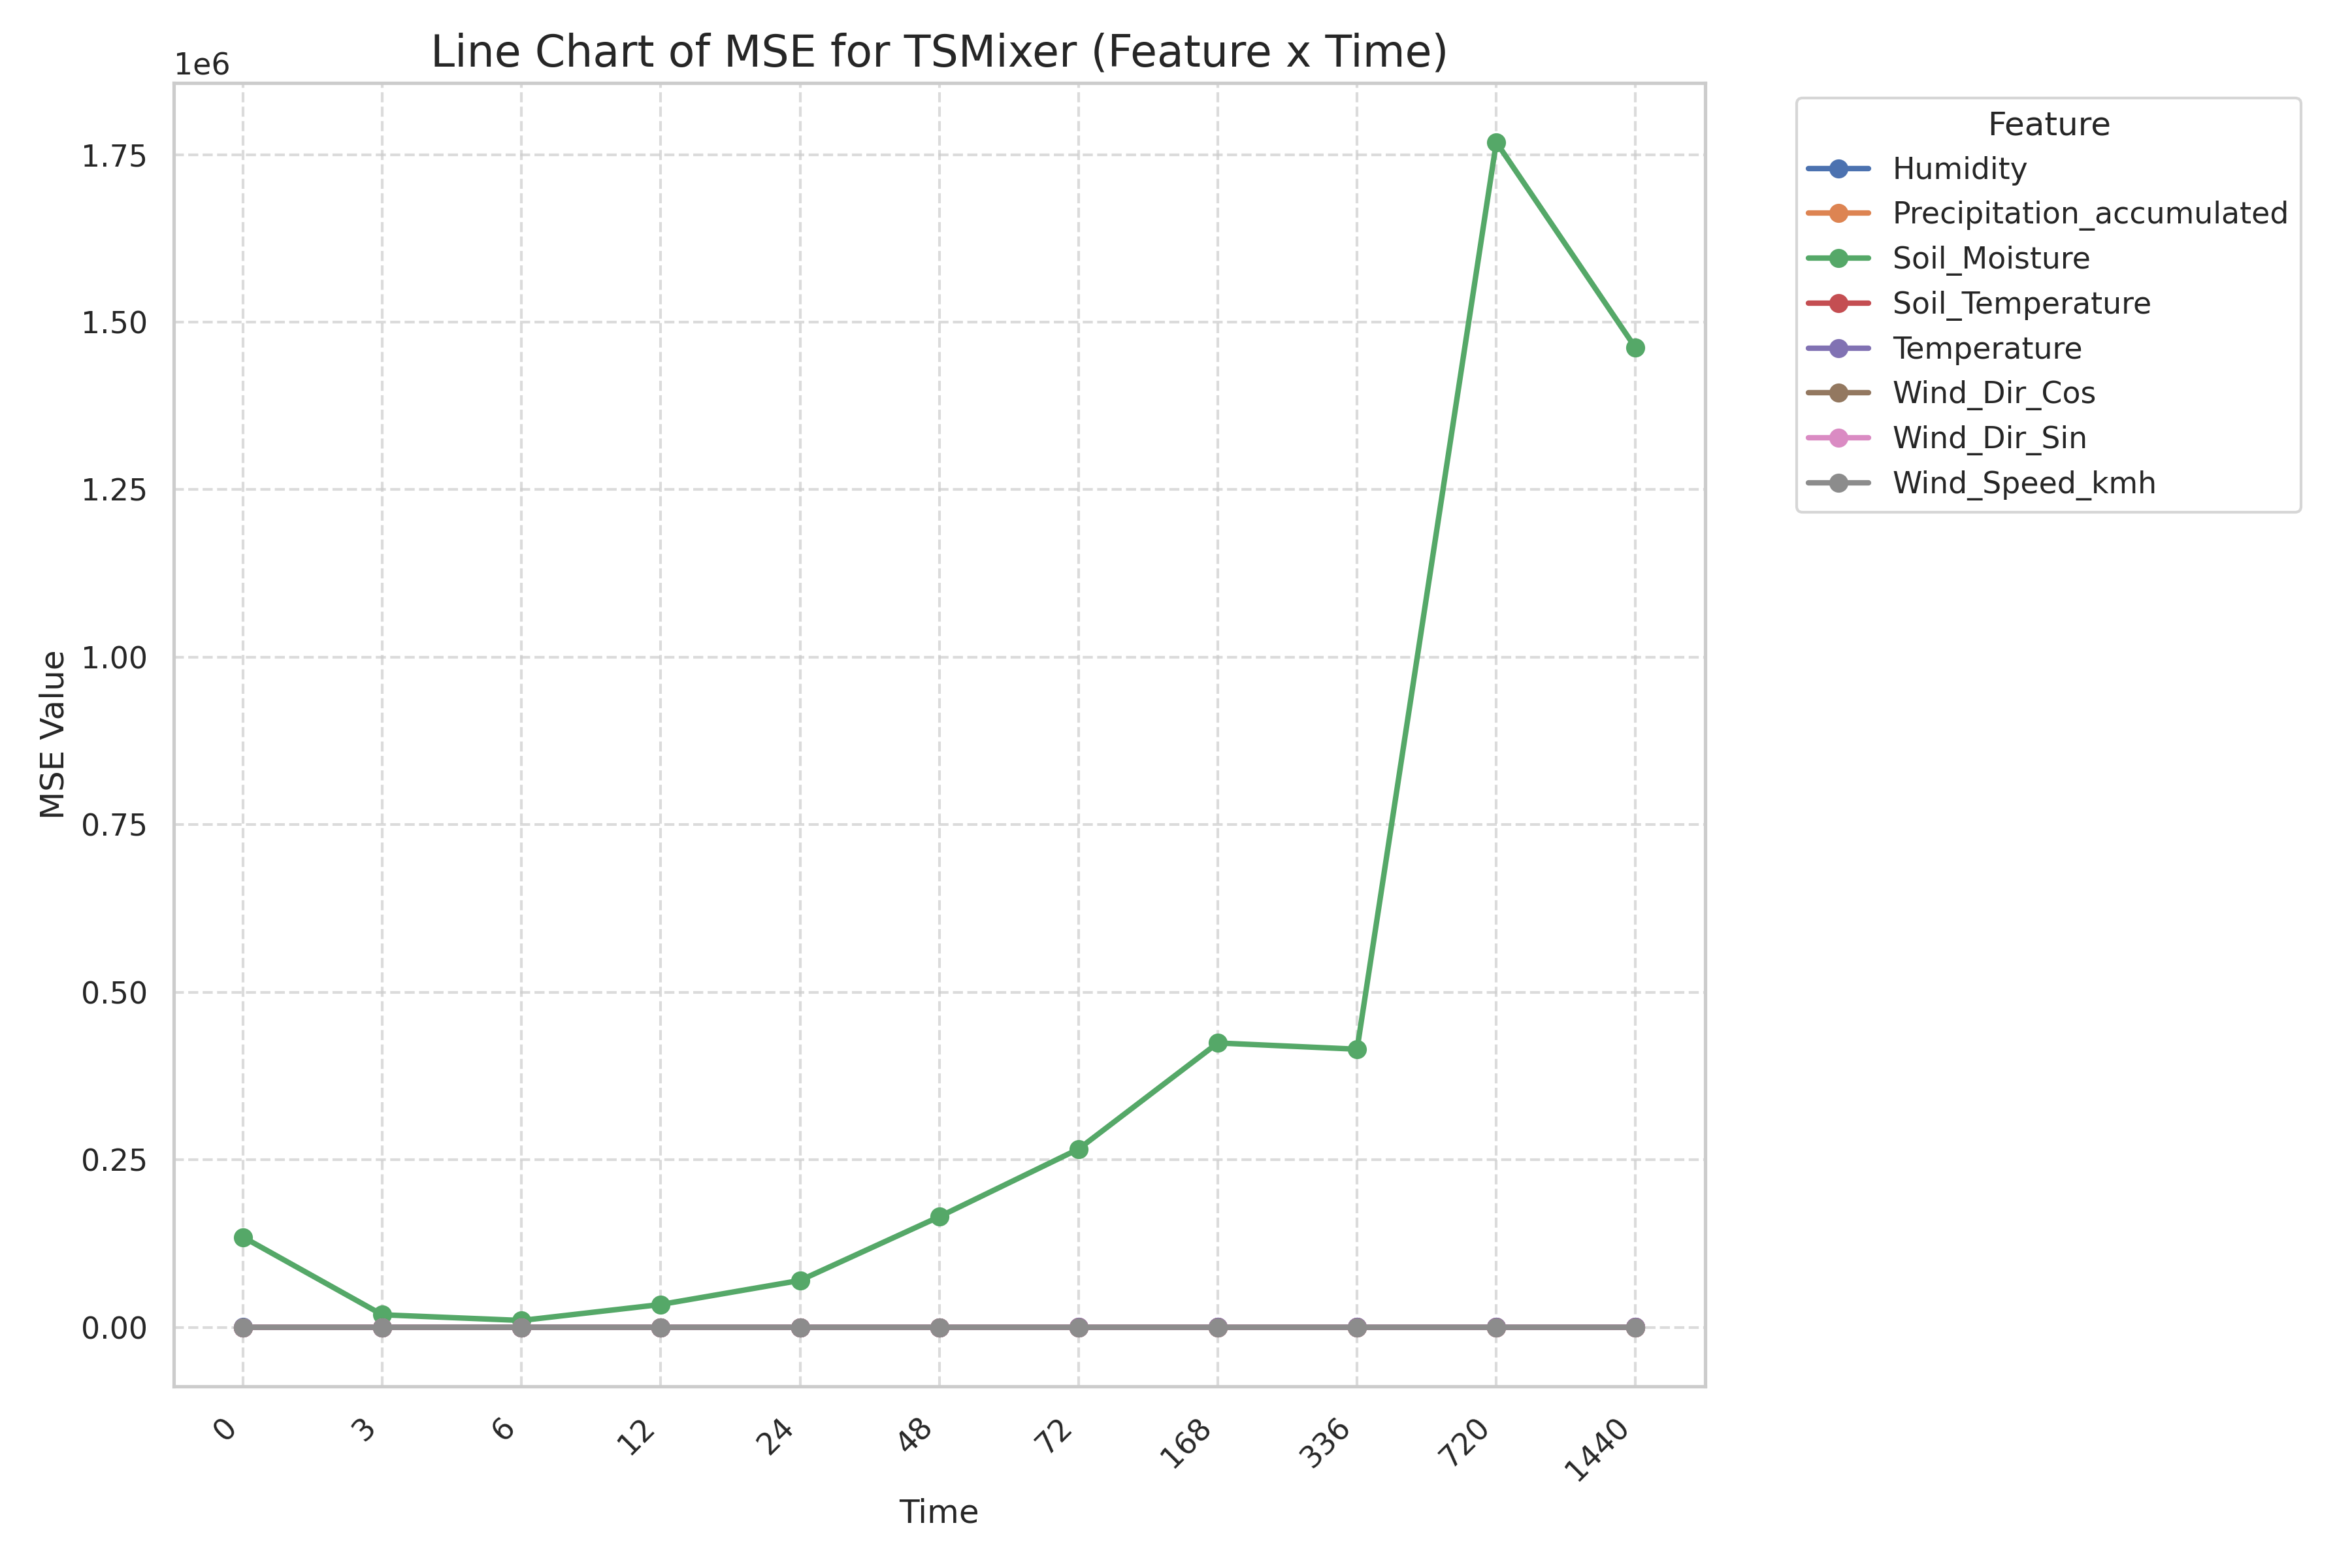 Line Chart of MSE for TSMixer (Feature x Time)
1e6
1.75
1.50
1.25
1.00
0.75
0.50
0.25
0.00
MSE Value
0
3
6
12
24
48
72
168
336
720
1440
Time
Feature
Humidity
Precipitation_accumulated
Soil_Moisture
Soil_Temperature
Temperature
Wind_Dir_Cos
Wind_Dir_Sin
Wind_Speed_kmh